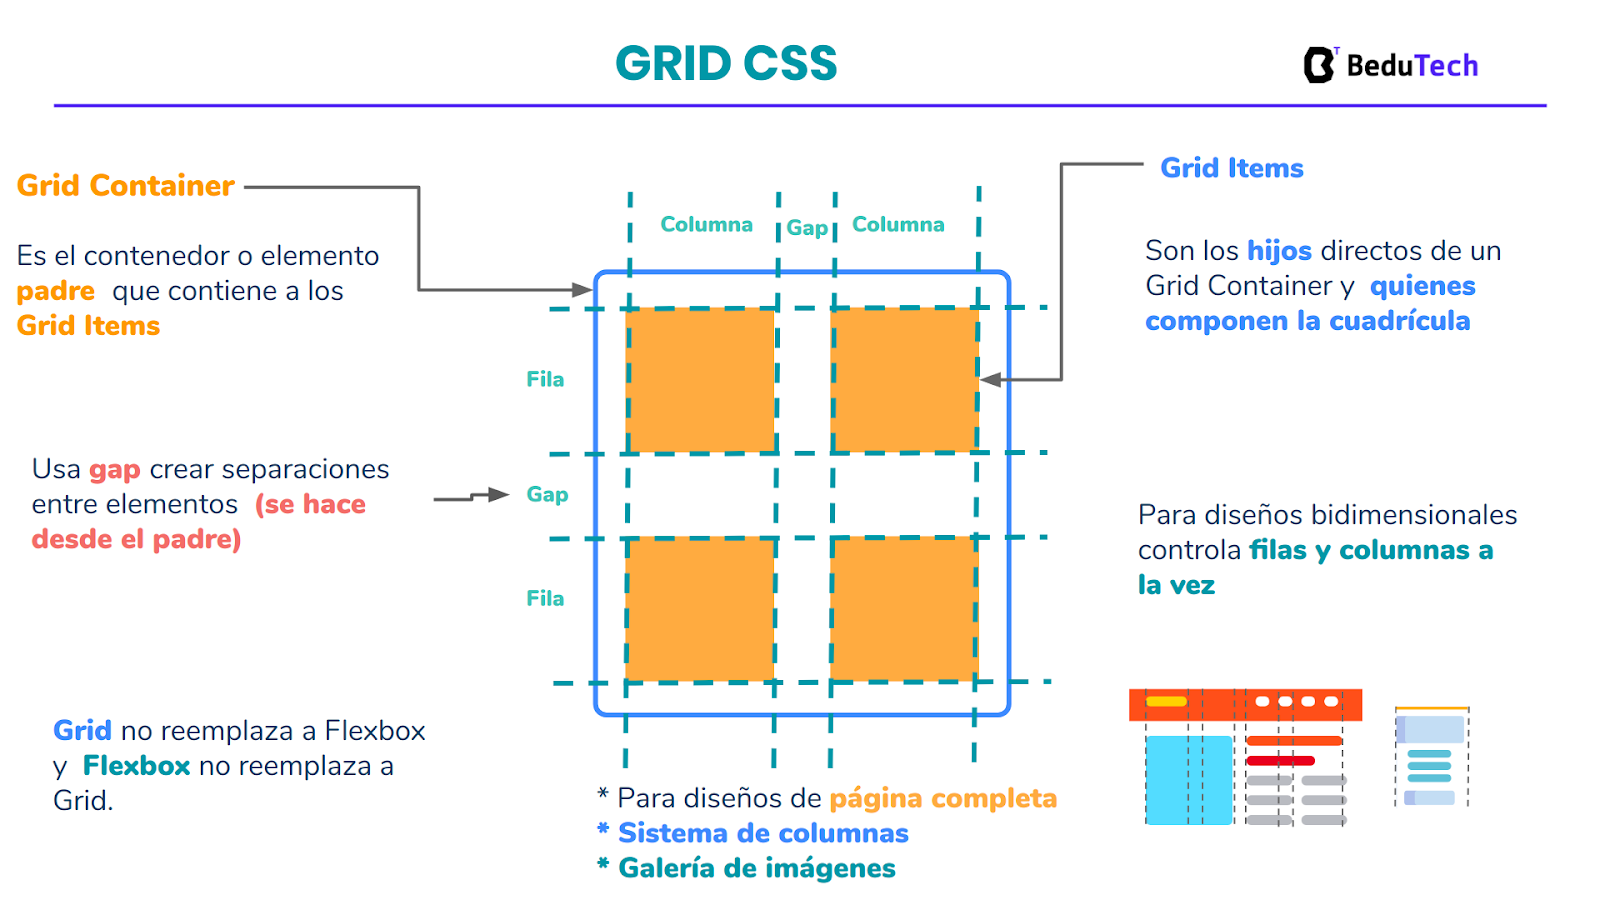 GRID CSS
BeduTech
Grid Container
Es el contenedor o elemento
padre que contiene a los
Grid Items
Usa gap crear separaciones
entre elementos (se hace
desde el padre)
Grid no reemplaza a Flexbox
y Flexbox no reemplaza a
Grid.
Columna Gap Columna
Fila
Gap
Fila
* Para diseños de página completa
* Sistema de columnas
* Galería de imágenes
Grid Items
Son los hijos directos de un
Grid Container y quienes
componen la cuadrícula
Para diseños bidimensionales
controla filas y columnas a
la vez